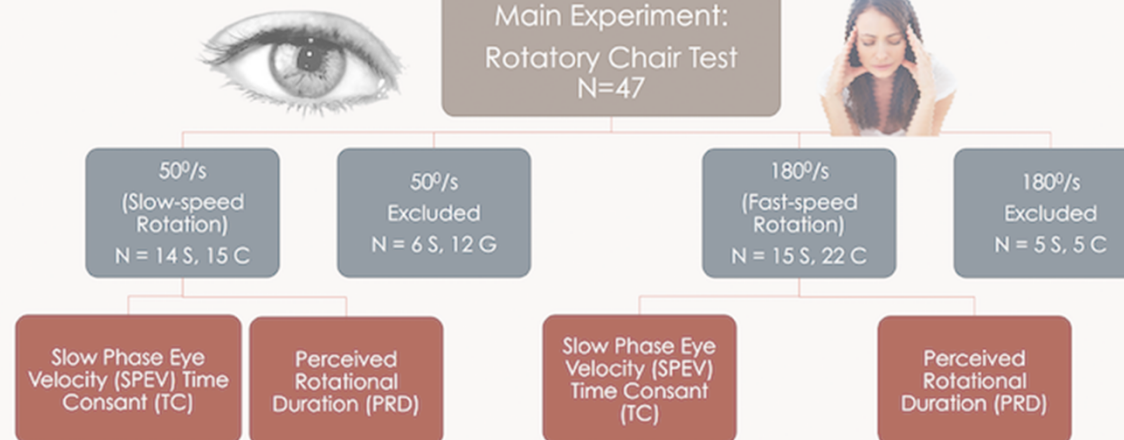 Main Experiment:
Rotatory Chair Test
N=47
50⁰/s
(Slow-speed
Rotation)
N = 14 S, 15 C
50⁰/s
Excluded
N = 6 S, 12 G
180⁰/s
(Fast-speed
Rotation)
N = 15 S, 22 C
180⁰/s
Excluded
N = 5 S, 5 C
Slow Phase Eye
Velocity (SPEV) Time
Consant (TC)
Perceived
Rotational
Duration (PRD)
Slow Phase Eye
Velocity (SPEV)
Time Consant
(TC)
Perceived
Rotational
Duration (PRD)